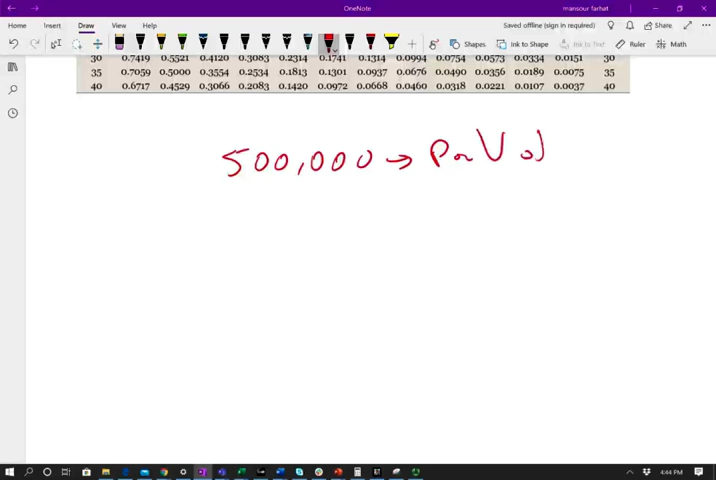 OneNote
mansour farhat
Home Insert Draw View Help
Saved offline (sign in required) Share
Shapes Ink to Shape Ink to Text Ruler Math
30 0.7419 0.5521 0.4120 0.3083 0.2314 0.1741 0.1314 0.0994 0.0754 0.0573 0.0334 0.0151 30
35 0.7059 0.5000 0.3554 0.2534 0.1813 0.1301 0.0937 0.0676 0.0490 0.0356 0.0189 0.0075 35
40 0.6717 0.4529 0.3066 0.2083 0.1420 0.0972 0.0668 0.0460 0.0318 0.0221 0.0107 0.0037 40
500,000 → Par Val
4:44 PM